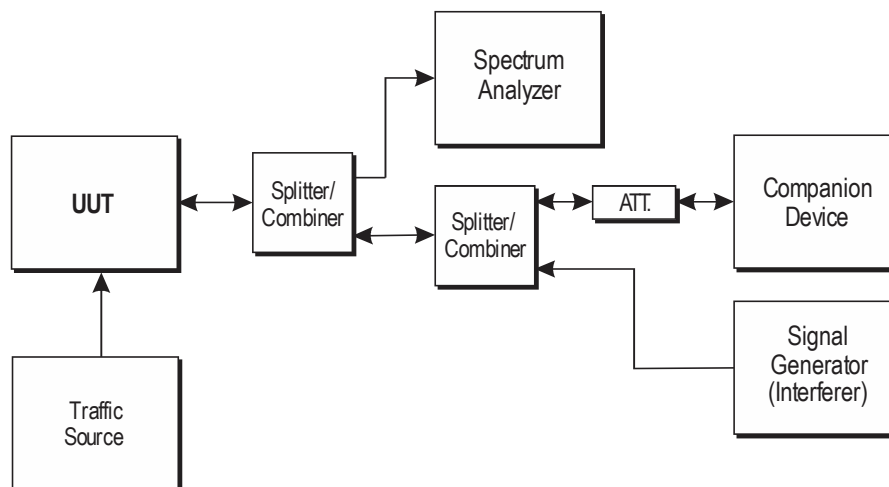 Spectrum
Analyzer
UUT
Splitter/
Combiner
Splitter/
Combiner
ATT.
Companion
Device
Signal
Generator
(Interferer)
Traffic
Source